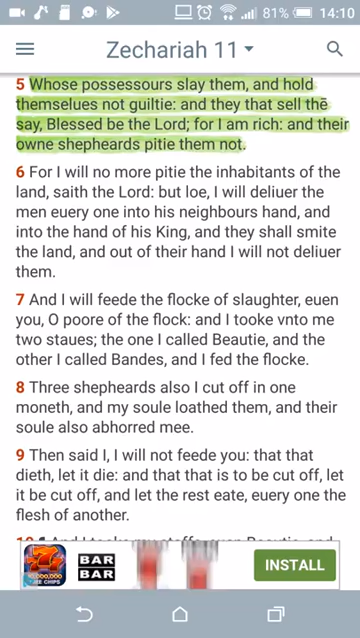 81% 14:10
Zechariah 11
5 Whose possessours slay them, and hold
themselues not guiltie: and they that sell thē
say, Blessed be the Lord; for I am rich: and their
owne shepheards pitie them not.
6 For I will no more pitie the inhabitants of the
land, saith the Lord: but loe, I will deliuer the
men euery one into his neighbours hand, and
into the hand of his King, and they shall smite
the land, and out of their hand I will not deliuer
them.
7 And I will feede the flocke of slaughter, euen
you, O poore of the flock: and I tooke vnto me
two staues; the one I called Beautie, and the
other I called Bandes, and I fed the flocke.
8 Three shepheards also I cut off in one
moneth, and my soule loathed them, and their
soule also abhorred mee.
9 Then said I, I will not feede you: that that
dieth, let it die: and that that is to be cut off, let
it be cut off, and let the rest eate, euery one the
flesh of another.
BAR
BAR
INSTALL